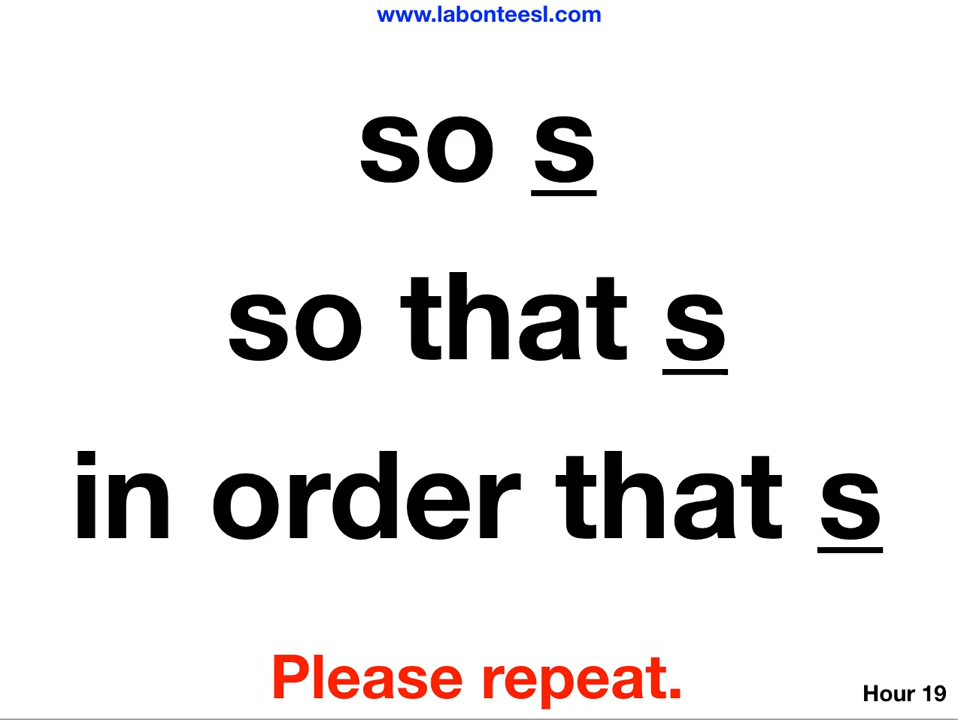 www.labonteesl.com
so s
so that s
in order that s
Please repeat.
Hour 19